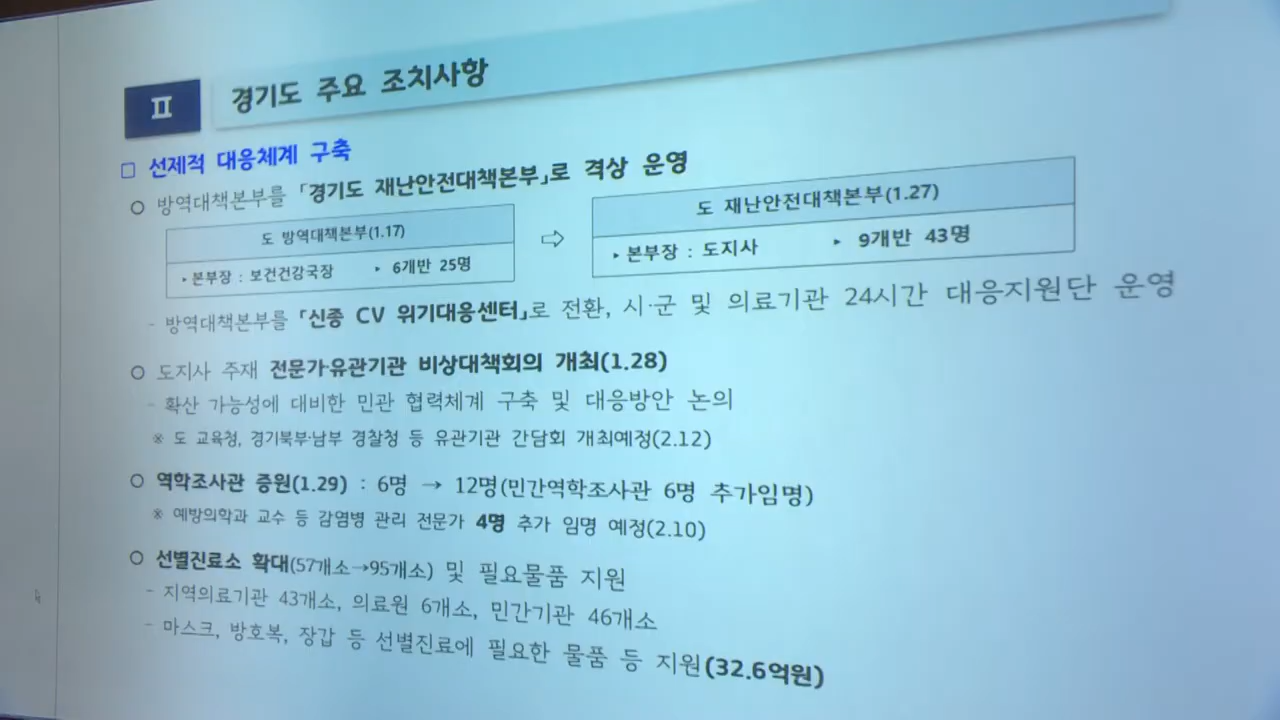 Ⅱ 경기도 주요 조치사항
□ 선제적 대응체계 구축
○ 방역대책본부를 「경기도 재난안전대책본부」로 격상 운영
도 방역대책본부(1.17)
▸본부장 : 보건건강국장 ▸ 6개반 25명
⇨
도 재난안전대책본부(1.27)
▸본부장 : 도지사 ▸ 9개반 43명
- 방역대책본부를 「신종 CV 위기대응센터」로 전환, 시·군 및 의료기관 24시간 대응지원단 운영
○ 도지사 주재 전문가·유관기관 비상대책회의 개최(1.28)
- 확산 가능성에 대비한 민관 협력체계 구축 및 대응방안 논의
※ 도 교육청, 경기북부·남부 경찰청 등 유관기관 간담회 개최예정(2.12)
○ 역학조사관 증원(1.29) : 6명 → 12명(민간역학조사관 6명 추가임명)
※ 예방의학과 교수 등 감염병 관리 전문가 4명 추가 임명 예정(2.10)
○ 선별진료소 확대(57개소→95개소) 및 필요물품 지원
- 지역의료기관 43개소, 의료원 6개소, 민간기관 46개소
- 마스크, 방호복, 장갑 등 선별진료에 필요한 물품 등 지원(32.6억원)